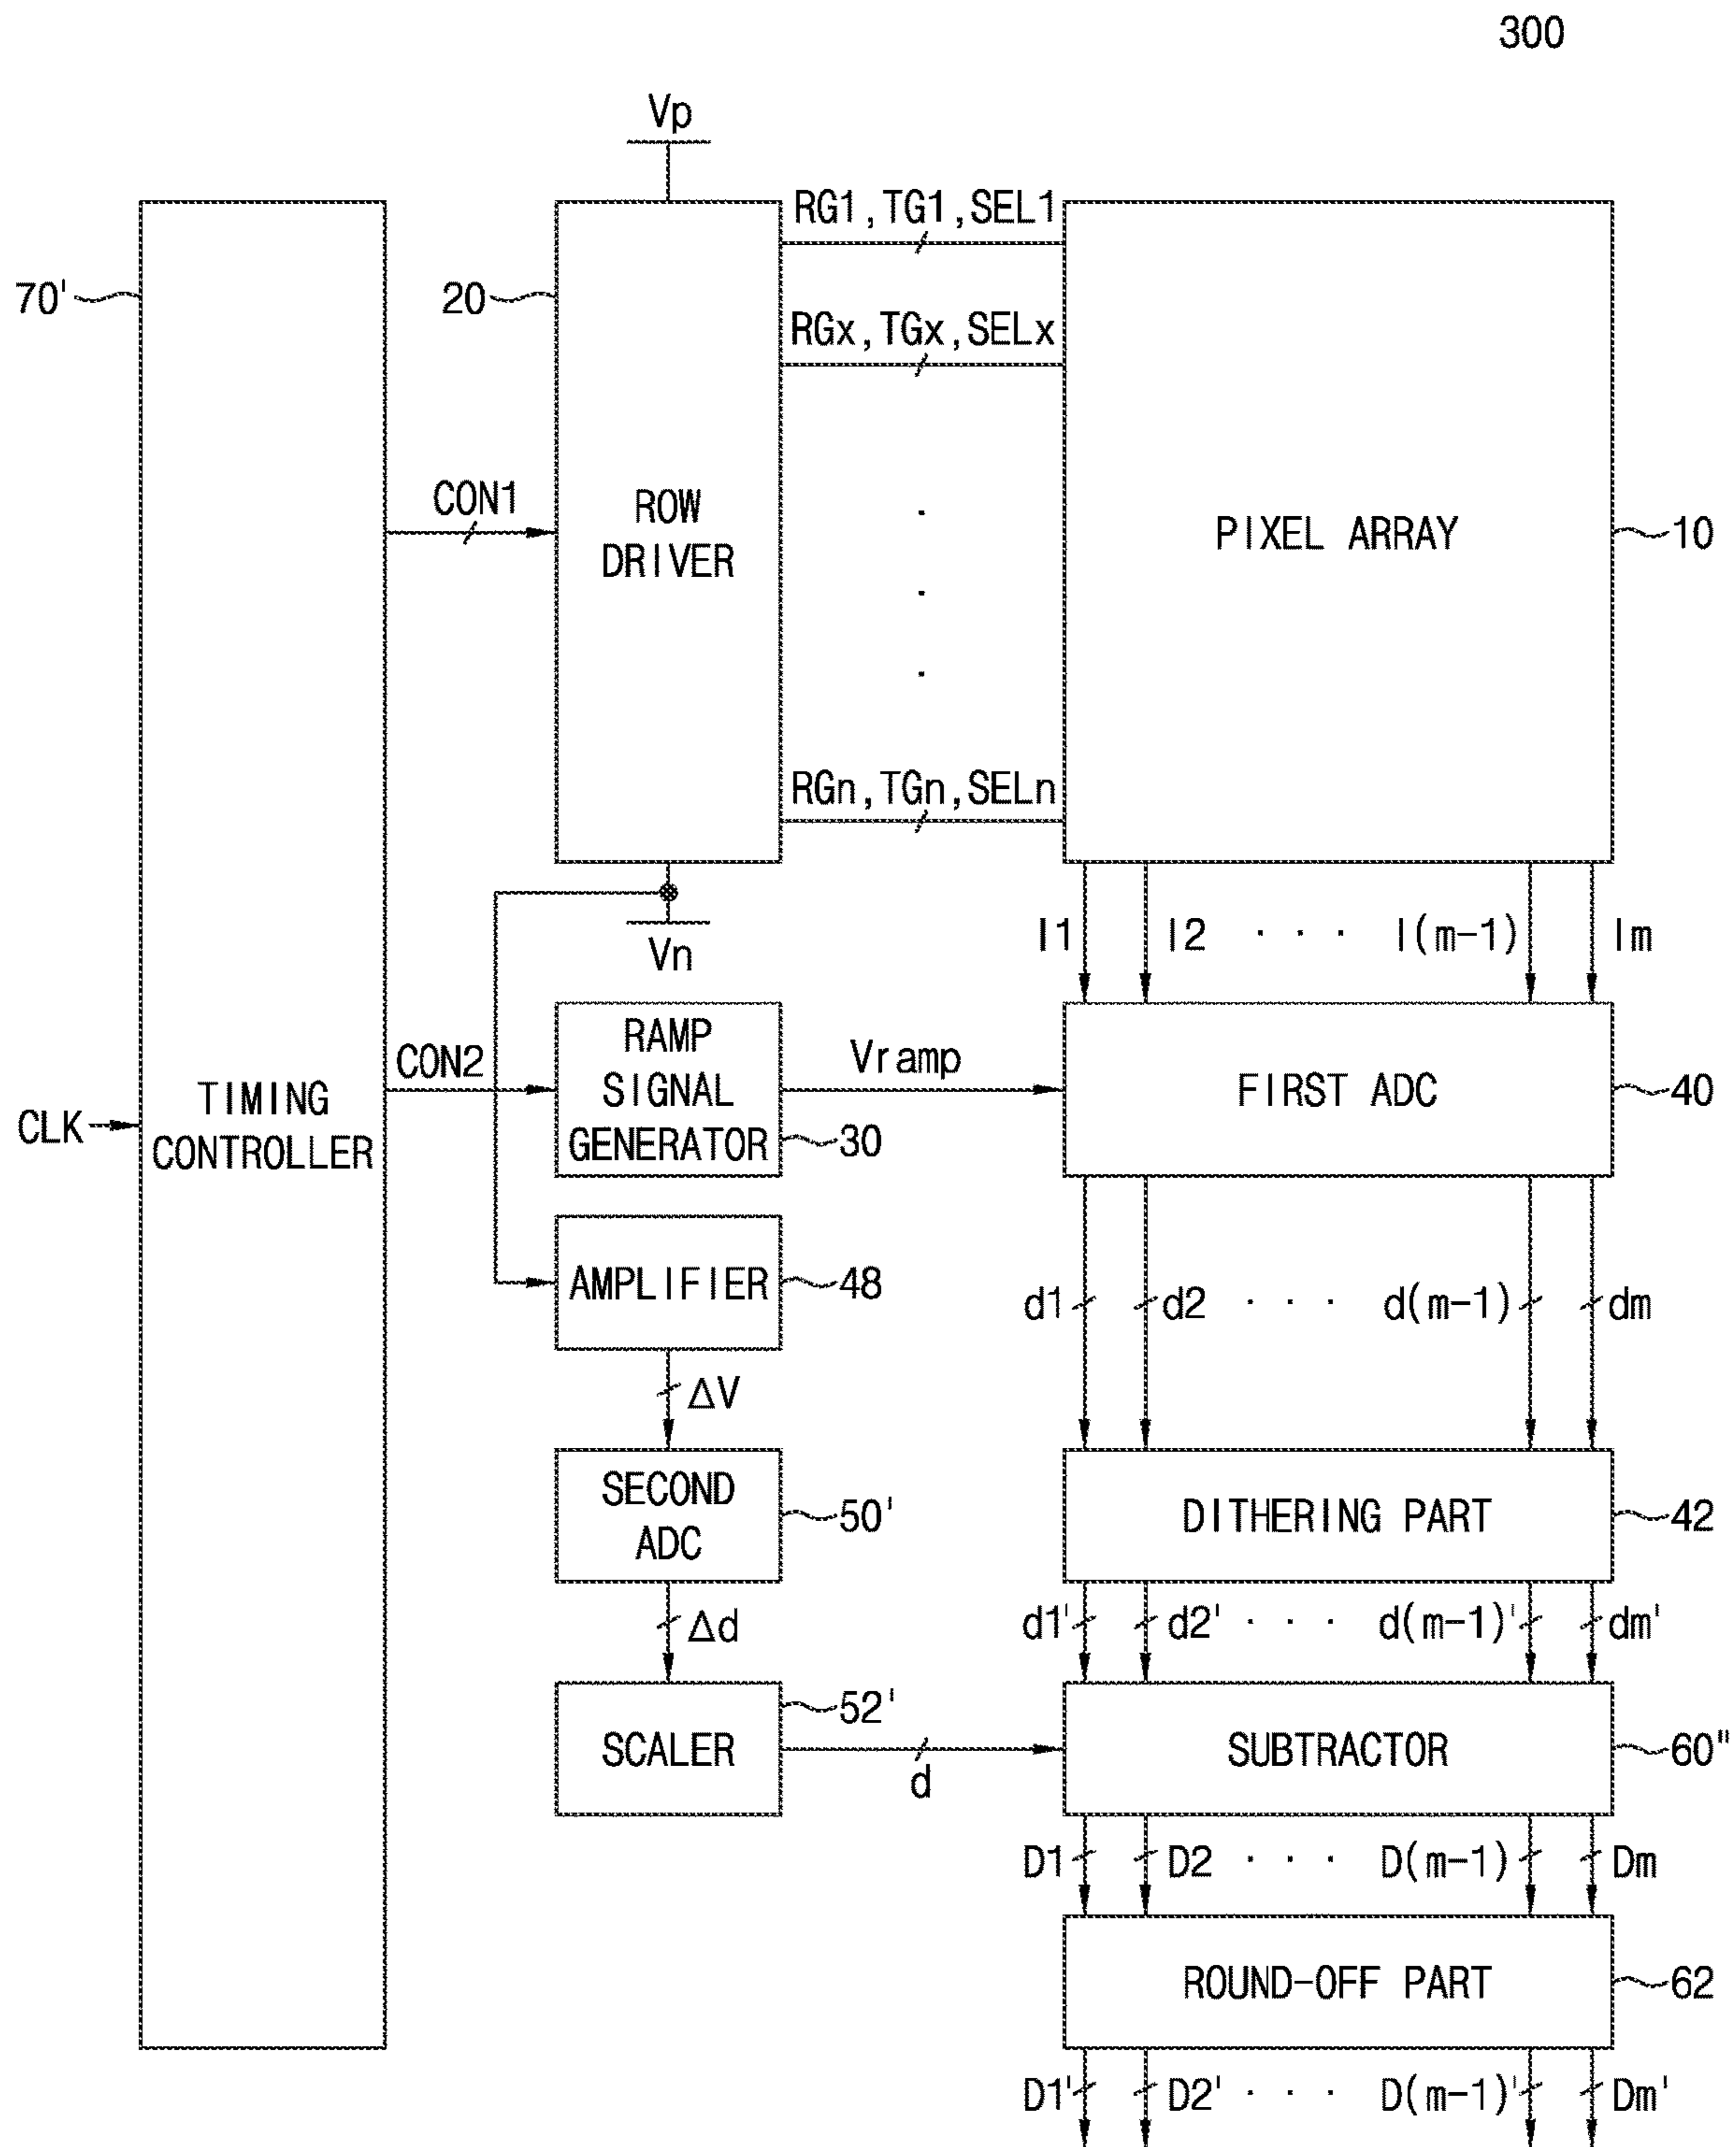 300
Vp
RG1,TG1,SEL1
70'
20
RGx,TGx,SELx
CON1
ROW
DRIVER
PIXEL ARRAY
10
RGn,TGn,SELn
Vn
I1 I2 · · · I(m-1) Im
CON2
RAMP
SIGNAL
GENERATOR
30
Vramp
FIRST ADC
40
CLK
TIMING
CONTROLLER
AMPLIFIER
48
d1 d2 · · · d(m-1) dm
ΔV
SECOND
ADC
50'
DITHERING PART
42
Δd
d1' d2' · · · d(m-1)' dm'
52'
SCALER
d
SUBTRACTOR
60"
D1 D2 · · · D(m-1) Dm
ROUND-OFF PART
62
D1' D2' · · · D(m-1)' Dm'